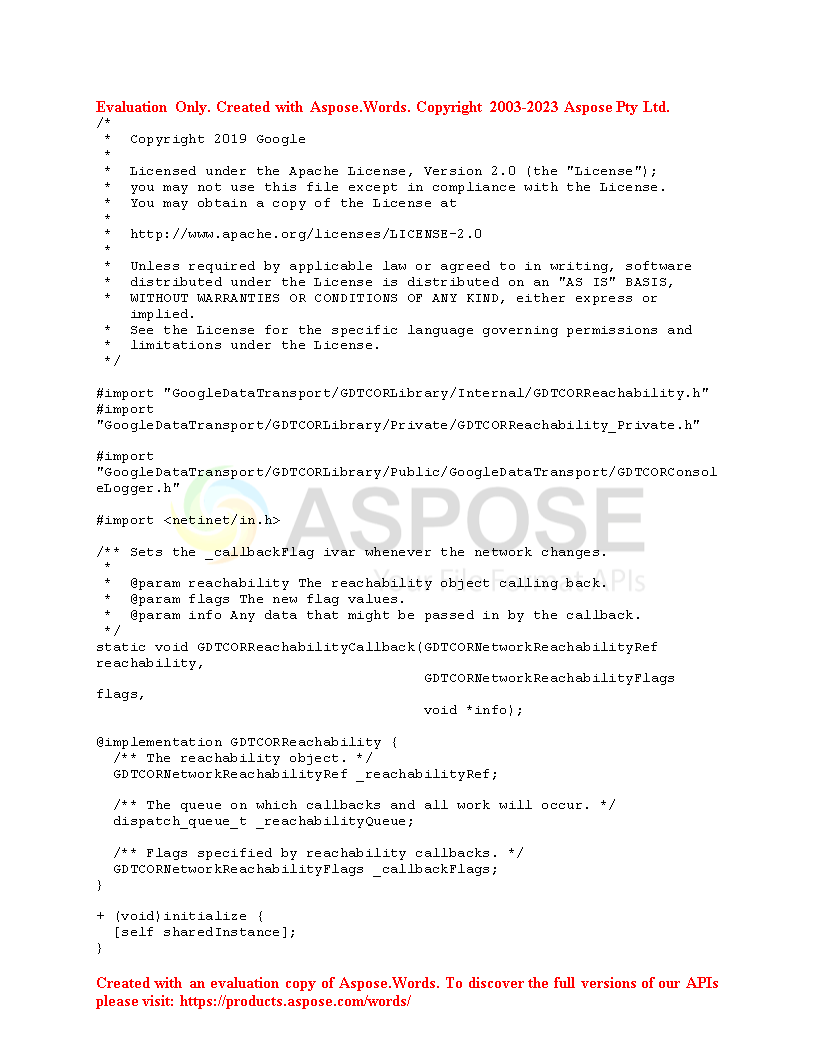 Evaluation Only. Created with Aspose.Words. Copyright 2003-2023 Aspose Pty Ltd.
/*
 *  Copyright 2019 Google
 *
 *  Licensed under the Apache License, Version 2.0 (the "License");
 *  you may not use this file except in compliance with the License.
 *  You may obtain a copy of the License at
 *
 *  http://www.apache.org/licenses/LICENSE-2.0
 *
 *  Unless required by applicable law or agreed to in writing, software
 *  distributed under the License is distributed on an "AS IS" BASIS,
 *  WITHOUT WARRANTIES OR CONDITIONS OF ANY KIND, either express or
    implied.
 *  See the License for the specific language governing permissions and
 *  limitations under the License.
 */

#import "GoogleDataTransport/GDTCORLibrary/Internal/GDTCORReachability.h"
#import
"GoogleDataTransport/GDTCORLibrary/Private/GDTCORReachability_Private.h"

#import
"GoogleDataTransport/GDTCORLibrary/Public/GoogleDataTransport/GDTCORConsol
eLogger.h"

#import <netinet/in.h>
ASPOSE

/** Sets the _callbackFlag ivar whenever the network changes.
 *
 *  @param reachability The reachability object calling back.
Your File Format APIs
 *  @param flags The new flag values.
 *  @param info Any data that might be passed in by the callback.
 */
static void GDTCORReachabilityCallback(GDTCORNetworkReachabilityRef
reachability,
                                       GDTCORNetworkReachabilityFlags
flags,
                                       void *info);

@implementation GDTCORReachability {
  /** The reachability object. */
  GDTCORNetworkReachabilityRef _reachabilityRef;

  /** The queue on which callbacks and all work will occur. */
  dispatch_queue_t _reachabilityQueue;

  /** Flags specified by reachability callbacks. */
  GDTCORNetworkReachabilityFlags _callbackFlags;
}

+ (void)initialize {
  [self sharedInstance];
}

Created with an evaluation copy of Aspose.Words. To discover the full versions of our APIs
please visit: https://products.aspose.com/words/